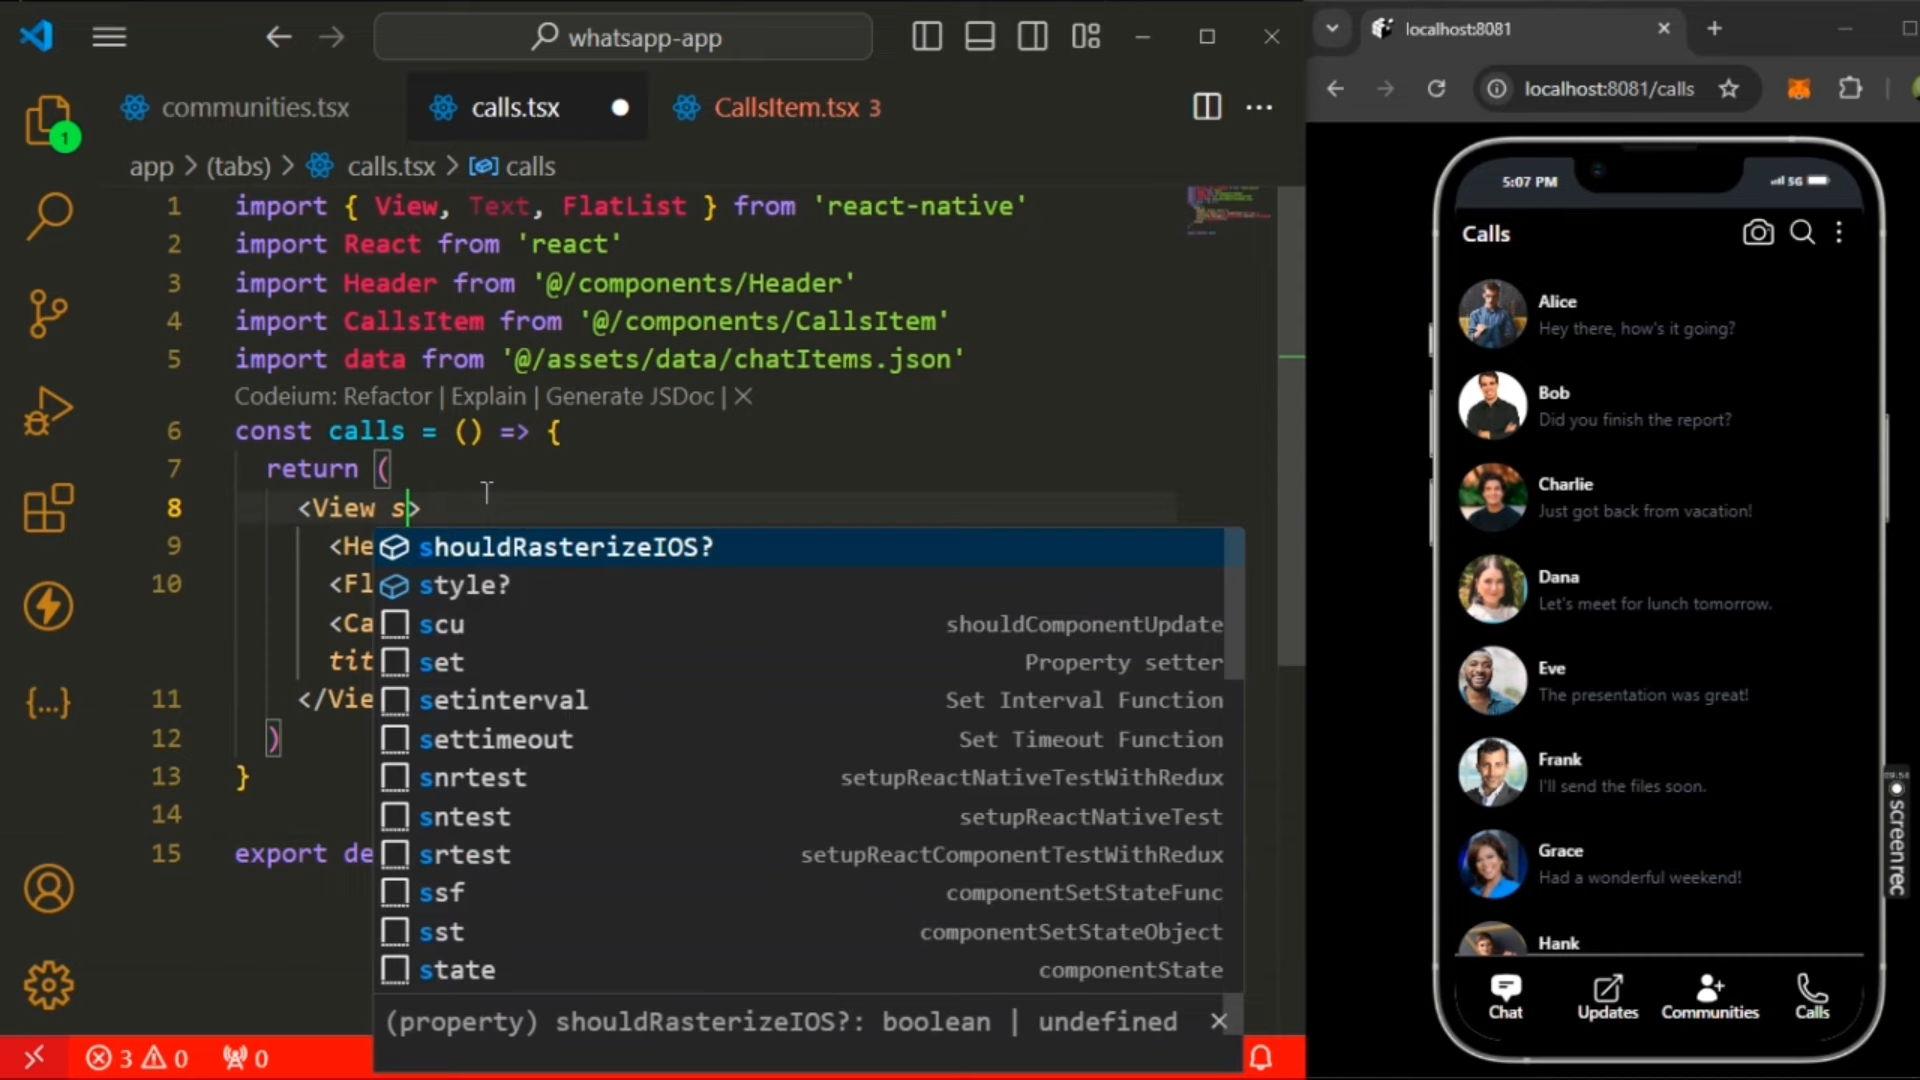 whatsapp-app
communities.tsx
calls.tsx
CallsItem.tsx 3
app > (tabs) > calls.tsx > calls
1 import { View, Text, FlatList } from 'react-native'
2 import React from 'react'
3 import Header from '@/components/Header'
4 import CallsItem from '@/components/CallsItem'
5 import data from '@/assets/data/chatItems.json'
Codeium: Refactor | Explain | Generate JSDoc | ✕
6 const calls = () => {
7 return (
8 <View s>
9 <He
10 <Fl
<Ca
tit
11 </Vie
12 )
13 }
14
15 export de
shouldRasterizeIOS?
style?
scu shouldComponentUpdate
set Property setter
setinterval Set Interval Function
settimeout Set Timeout Function
snrtest setupReactNativeTestWithRedux
sntest setupReactNativeTest
srtest setupReactComponentTestWithRedux
ssf componentSetStateFunc
sst componentSetStateObject
state componentState
(property) shouldRasterizeIOS?: boolean | undefined
1
{...}
3 0 0
localhost:8081
localhost:8081/calls
5:07 PM
5G
Calls
Alice
Hey there, how's it going?
Bob
Did you finish the report?
Charlie
Just got back from vacation!
Dana
Let's meet for lunch tomorrow.
Eve
The presentation was great!
Frank
I'll send the files soon.
Grace
Had a wonderful weekend!
Hank
Chat
Updates
Communities
Calls
screenrec